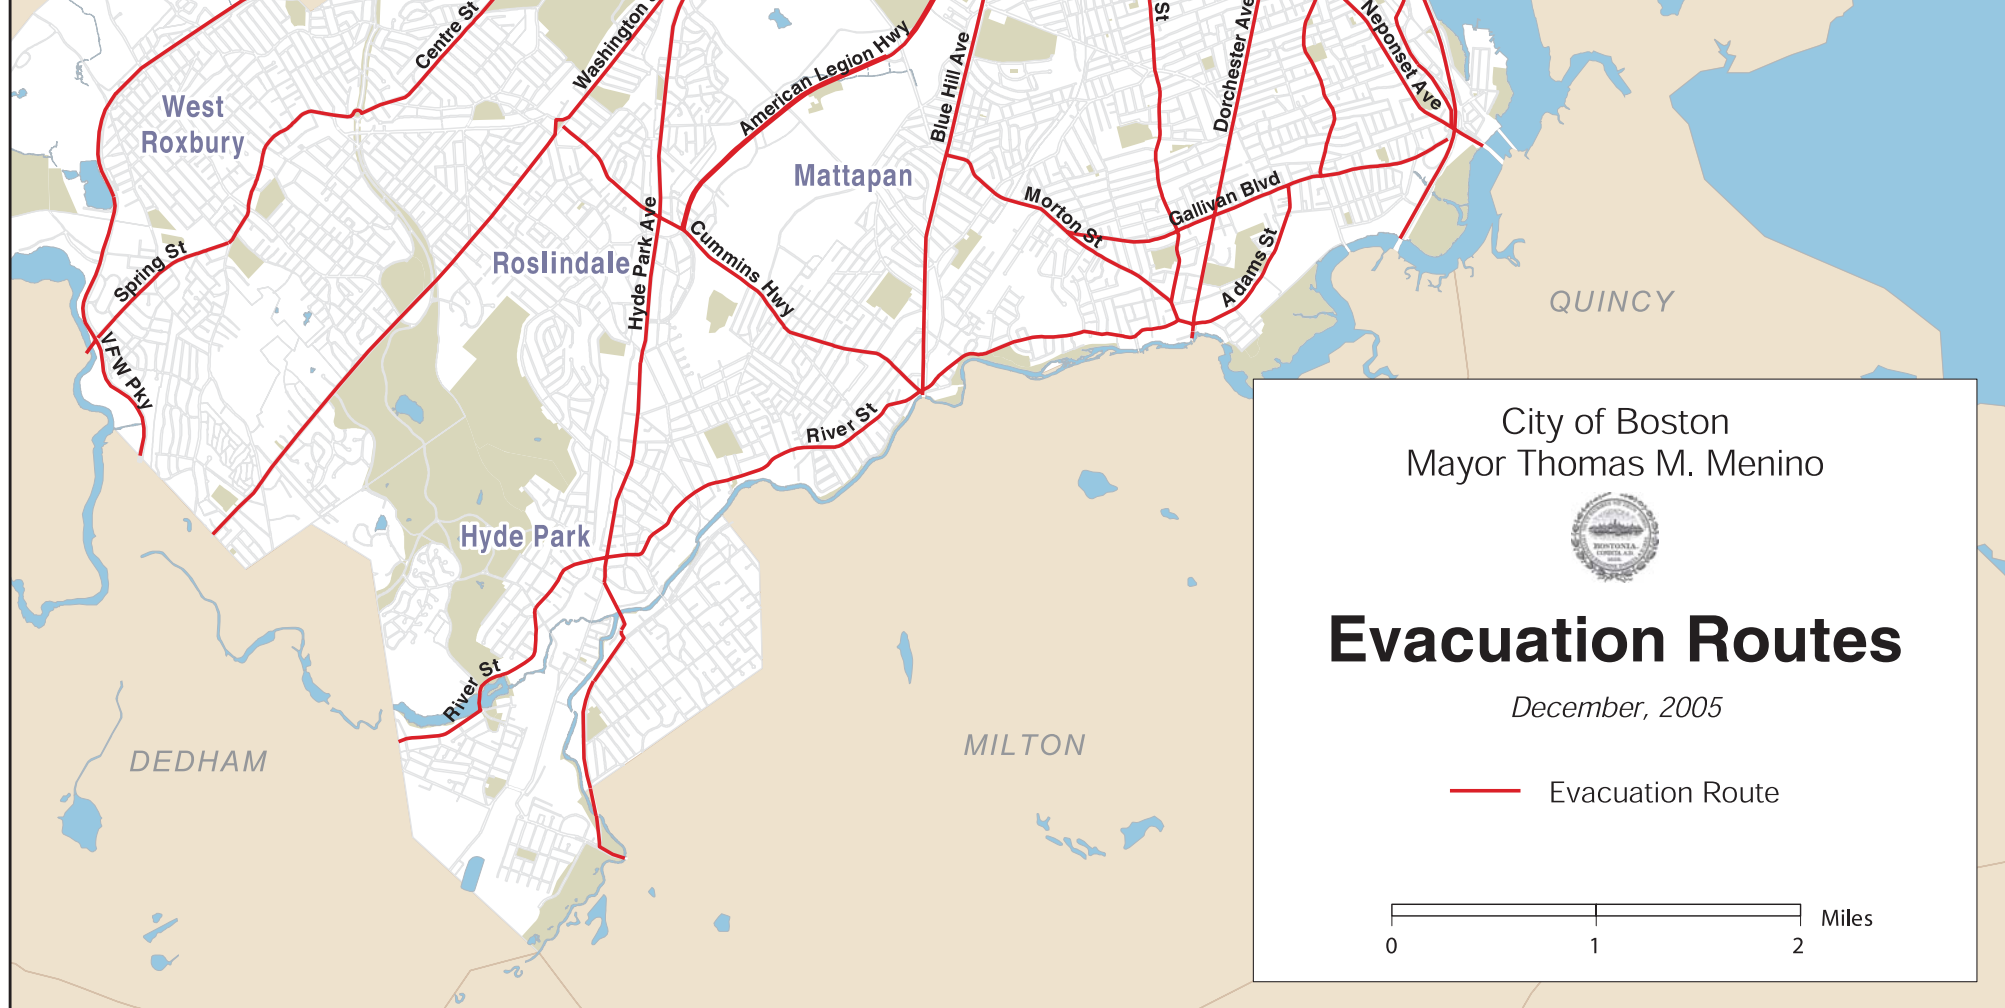 Centre St
Washington
St
Dorchester Ave
Neponset Ave
American Legion Hwy
Blue Hill Ave
West
Roxbury
Mattapan
Morton St
Gallivan Blvd
Adams St
Hyde Park Ave
Cummins Hwy
Roslindale
Spring St
VFW Pky
QUINCY
River St
Hyde Park
River St
DEDHAM
MILTON
City of Boston
Mayor Thomas M. Menino
BOSTONIA.
Evacuation Routes
December, 2005
Evacuation Route
Miles
0 1 2